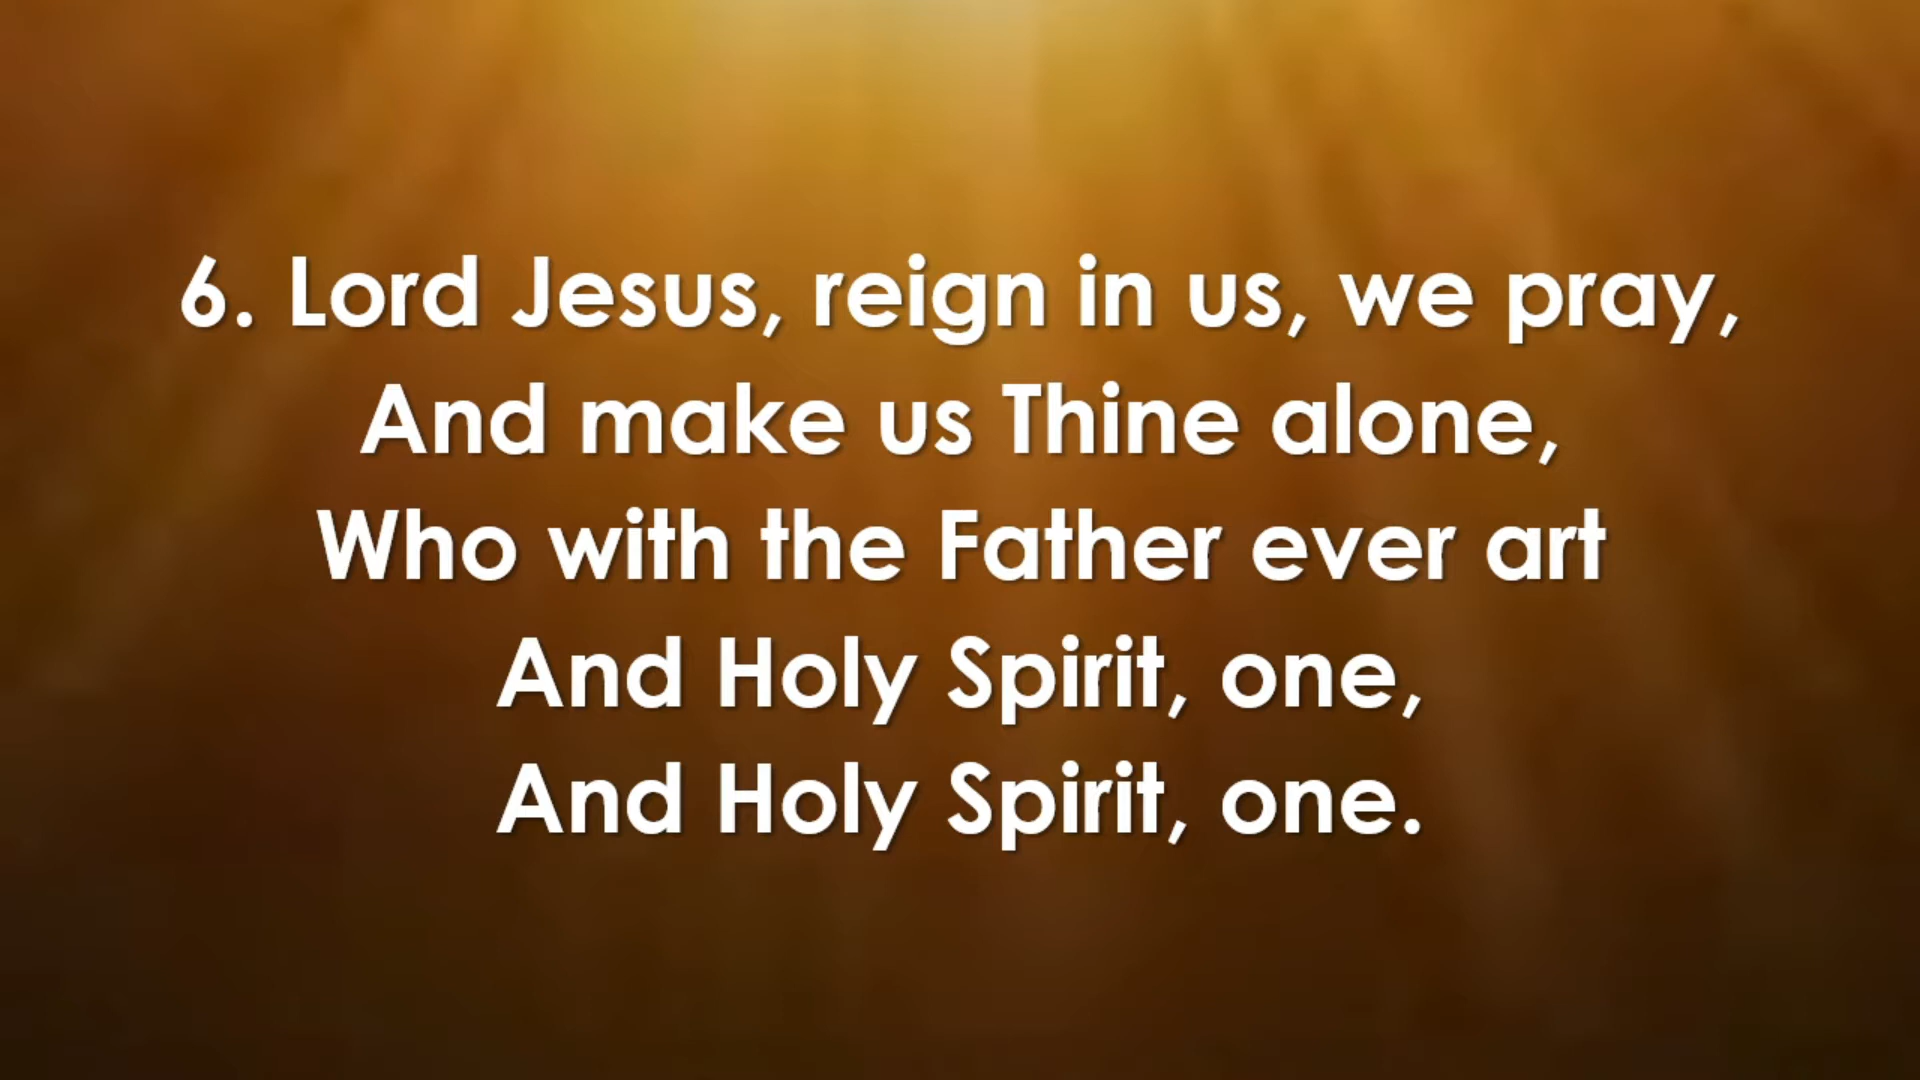 6. Lord Jesus, reign in us, we pray,
And make us Thine alone,
Who with the Father ever art
And Holy Spirit, one,
And Holy Spirit, one.